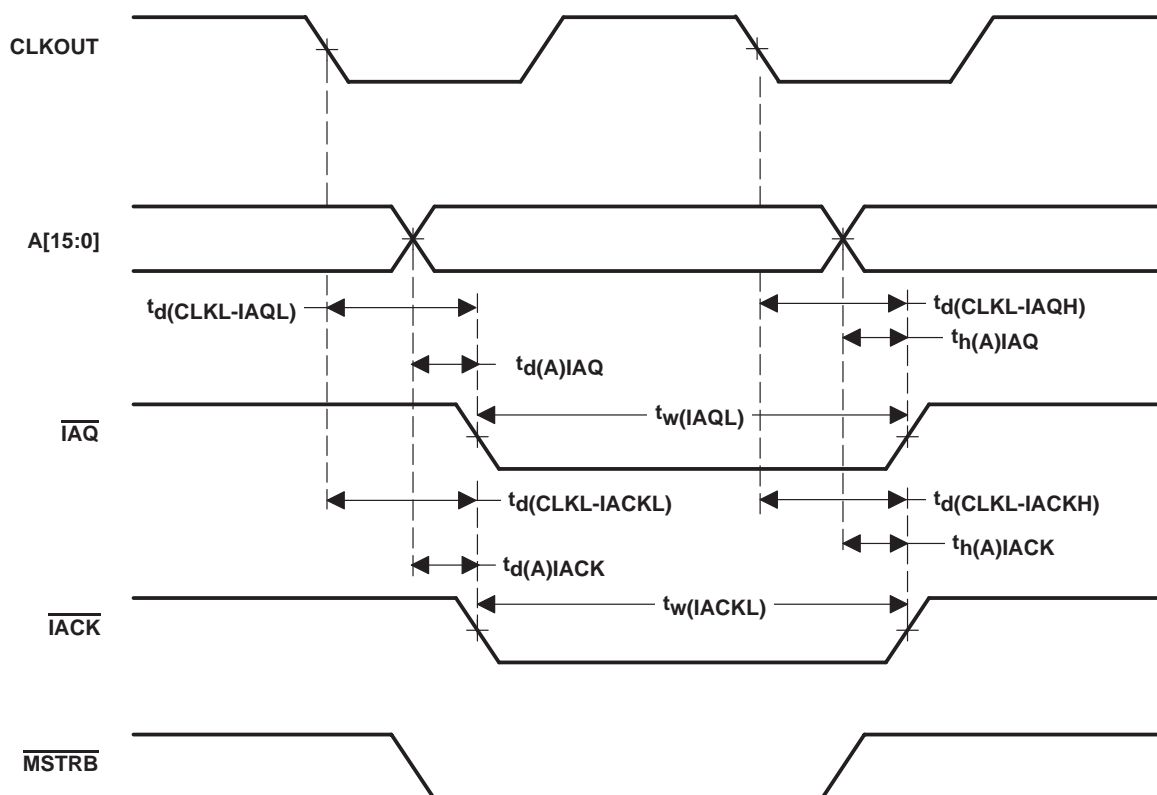 CLKOUT
A[15:0]
td(CLKL-IAQL)
td(CLKL-IAQH)
th(A)IAQ
td(A)IAQ
tw(IAQL)
IAQ
td(CLKL-IACKL)
td(CLKL-IACKH)
th(A)IACK
td(A)IACK
tw(IACKL)
IACK
MSTRB